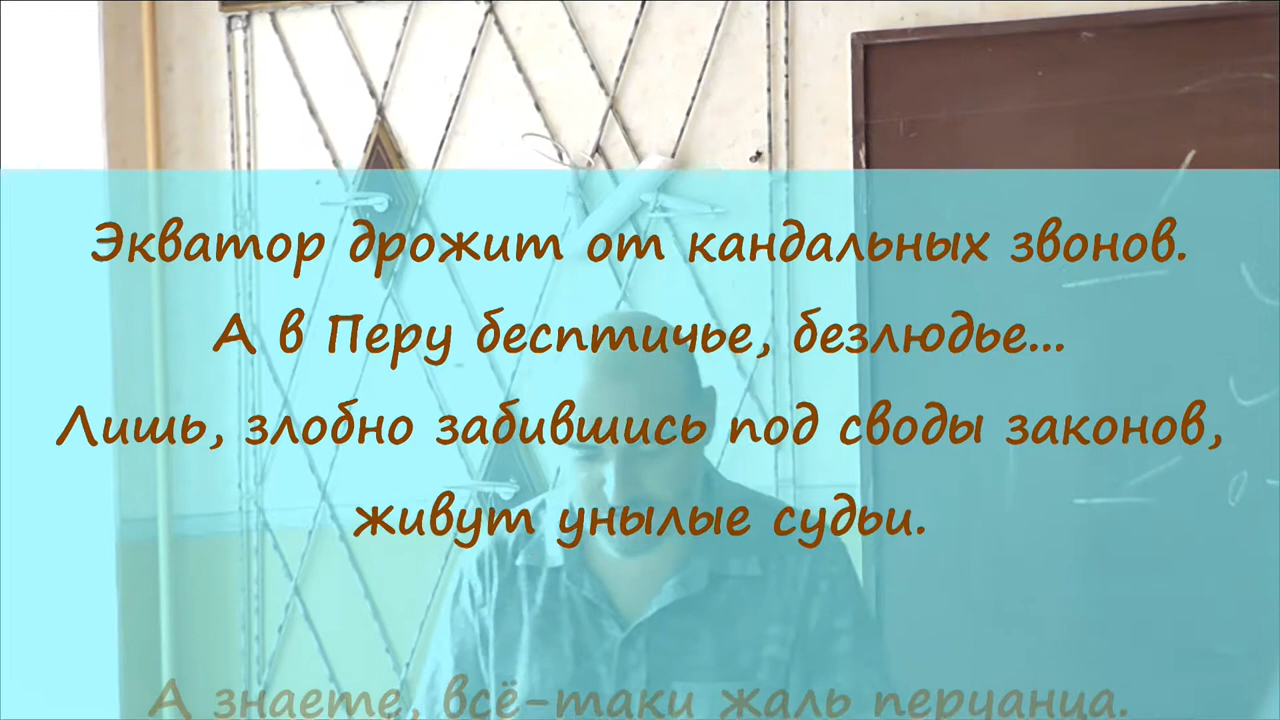 Экватор дрожит от кандальных звонов.
А в Перу бесптичье, безлюдье...
Лишь, злобно забившись под своды законов,
живут унылые судьи.
А знаете, всё-таки жаль перуанца.